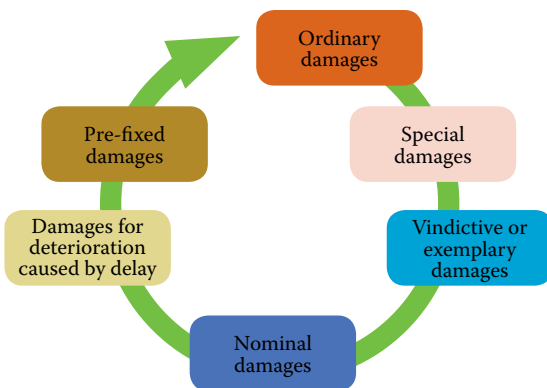 Ordinary
damages
Special
damages
Vindictive or
exemplary
damages
Nominal
damages
Damages for
deterioration
caused by delay
Pre-fixed
damages